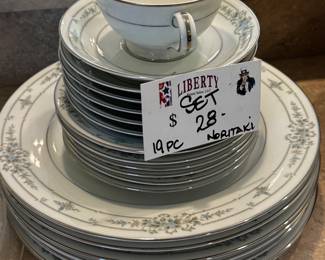 LIBERTY
SET
$ 28-
19 PC NORITAKI